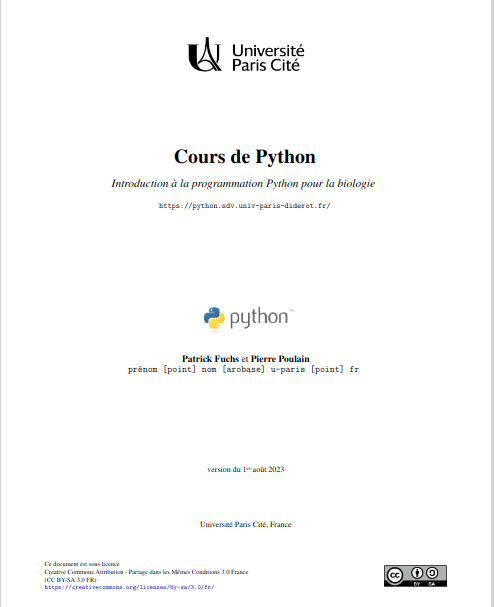 Université
Paris Cité
Cours de Python
Introduction à la programmation Python pour la biologie
https://python.sdv.univ-paris-diderot.fr/
python™
Patrick Fuchs et Pierre Poulain
prénom [point] nom [arobase] u-paris [point] fr
version du 1er août 2023
Université Paris Cité, France
Ce document est sous licence
Creative Commons Attribution - Partage dans les Mêmes Conditions 3.0 France
(CC BY-SA 3.0 FR)
https://creativecommons.org/licenses/by-sa/3.0/fr/
cc
BY SA